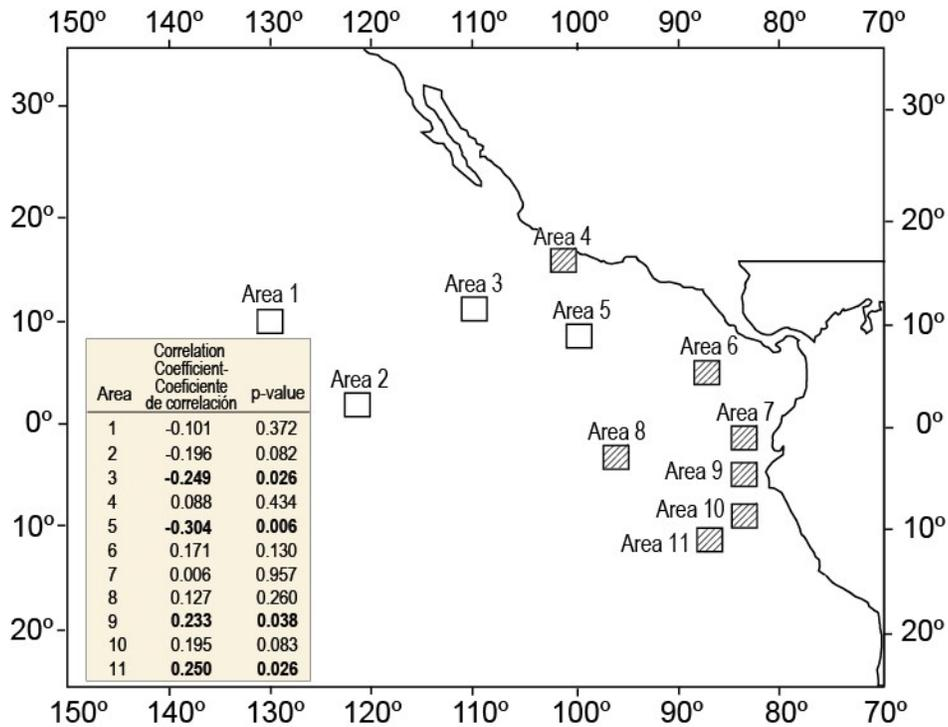 150º 140º 130º 120º 110º 100º 90º 80º 70º
30º 30º
20º 20º
Area 4
Area 3
Area 1
Area 5
10º 10º
Area 6
Area 2
Area 7
0º 0º
Area 8
Area 9
Area 10
10º 10º
Area 11
20º 20º
Correlation
Coefficient-
Coeficiente
Area de correlación p-value
1 -0.101 0.372
2 -0.196 0.082
3 -0.249 0.026
4 0.088 0.434
5 -0.304 0.006
6 0.171 0.130
7 0.006 0.957
8 0.127 0.260
9 0.233 0.038
10 0.195 0.083
11 0.250 0.026
150º 140º 130º 120º 110º 100º 90º 80º 70º